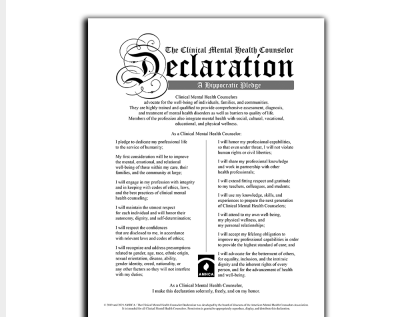 The Clinical Mental Health Counselor
Declaration
A Hippocratic Pledge
Clinical Mental Health Counselors
advocate for the well-being of individuals, families, and communities.
They are highly trained and qualified to provide comprehensive assessment, diagnosis,
and treatment of mental health disorders as well as barriers to quality of life.
Members of the profession also integrate mental health with social, cultural, vocational,
educational, and physical wellness.
As a Clinical Mental Health Counselor:
I pledge to dedicate my professional life
to the service of humanity;
My first consideration will be to improve
the mental, emotional, and relational
well-being of those within my care, their
families, and the community at large;
I will engage in my profession with integrity
and in keeping with codes of ethics, laws,
and the best practices of clinical mental
health counseling;
I will maintain the utmost respect
for each individual and will honor their
autonomy, dignity, and self-determination;
I will respect the confidences
that are disclosed to me, in accordance
with relevant laws and codes of ethics;
I will recognize and address presumptions
related to gender, age, race, ethnic origin,
sexual orientation, disease, ability,
gender identity, creed, nationality, or
any other factors so they will not interfere
with my duties;
I will honor my professional capabilities,
so that even under threat, I will not violate
human rights or civil liberties;
I will share my professional knowledge
and work in partnership with other
health professionals;
I will extend fitting respect and gratitude
to my teachers, colleagues, and students;
I will use my knowledge, skills, and
experiences to prepare the next generation
of Clinical Mental Health Counselors;
I will attend to my own well-being,
my physical wellness, and
my personal relationships;
I will accept my lifelong obligation to
improve my professional capabilities in order
to provide the highest standard of care, and
I will advocate for the betterment of others,
for equality, inclusion, and the intrinsic
dignity and the inherent rights of every
person, and for the advancement of health
and well-being.
AMHCA
As a Clinical Mental Health Counselor,
I make this declaration solemnly, freely, and on my honor.